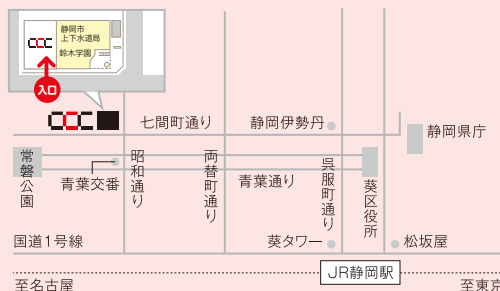 静岡市
上下水道局
鈴木学園
CCC
入口
CCC
七間町通り
静岡伊勢丹
静岡県庁
常磐公園
青葉交番
昭和通り
両替町通り
青葉通り
呉服町通り
葵区役所
国道1号線
葵タワー
松坂屋
JR静岡駅
至名古屋
至東京